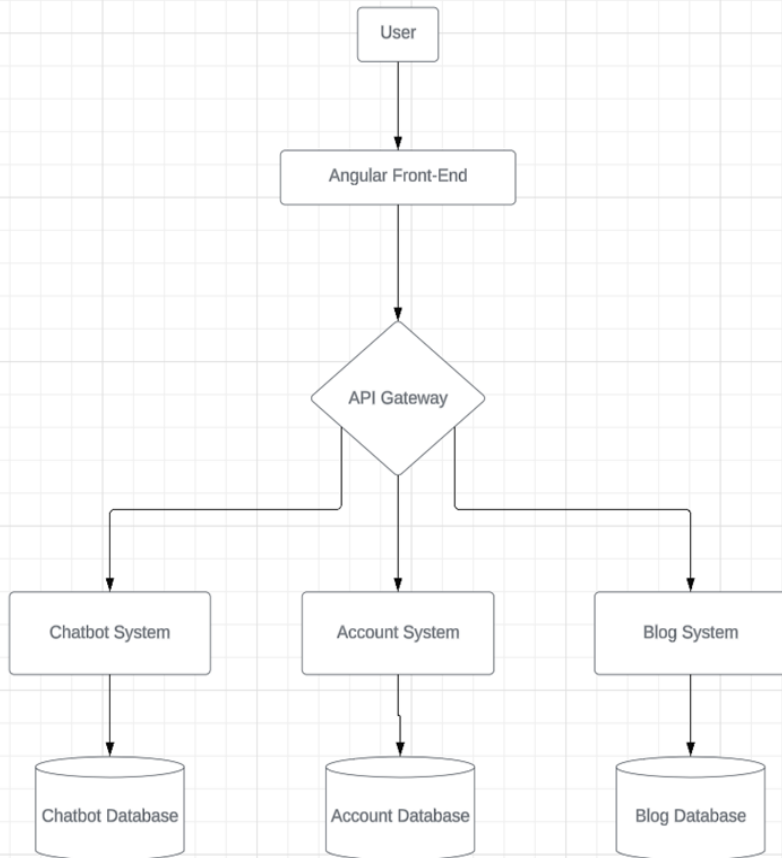 User
Angular Front-End
API Gateway
Chatbot System
Account System
Blog System
Chatbot Database
Account Database
Blog Database